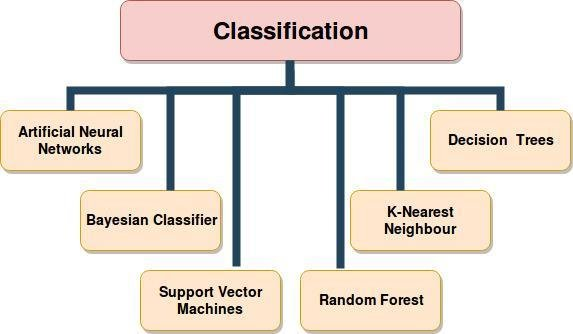 Classification
Artificial Neural
Networks
Decision Trees
Bayesian Classifier
K-Nearest
Neighbour
Support Vector
Machines
Random Forest